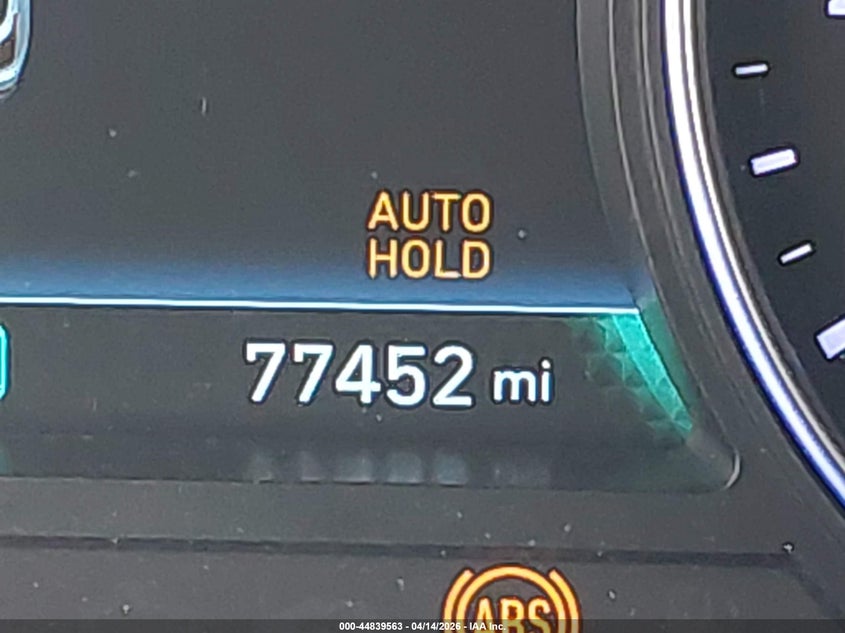 AUTO
HOLD
77452 mi
ABS
000-44839563 - 04/14/2026 - IAA Inc.